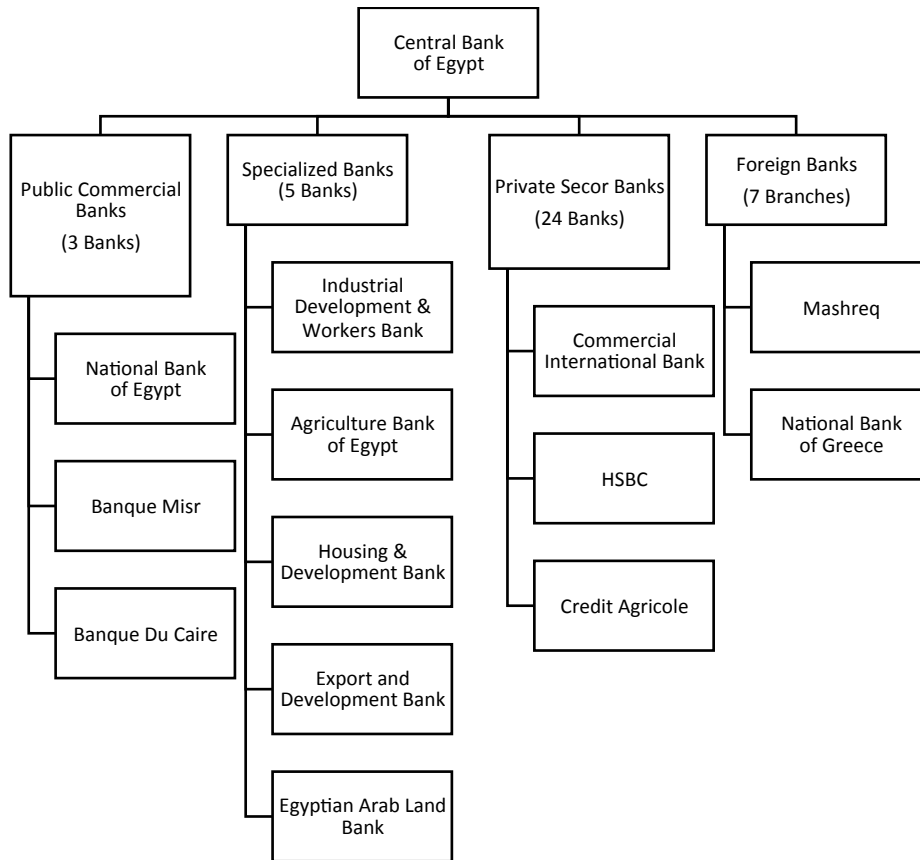 Central Bank
of Egypt
Public Commercial
Banks
(3 Banks)
National Bank
of Egypt
Banque Misr
Banque Du Caire
Specialized Banks
(5 Banks)
Industrial
Development &
Workers Bank
Agriculture Bank
of Egypt
Housing &
Development Bank
Export and
Development Bank
Egyptian Arab Land
Bank
Private Secor Banks
(24 Banks)
Commercial
International Bank
HSBC
Credit Agricole
Foreign Banks
(7 Branches)
Mashreq
National Bank
of Greece